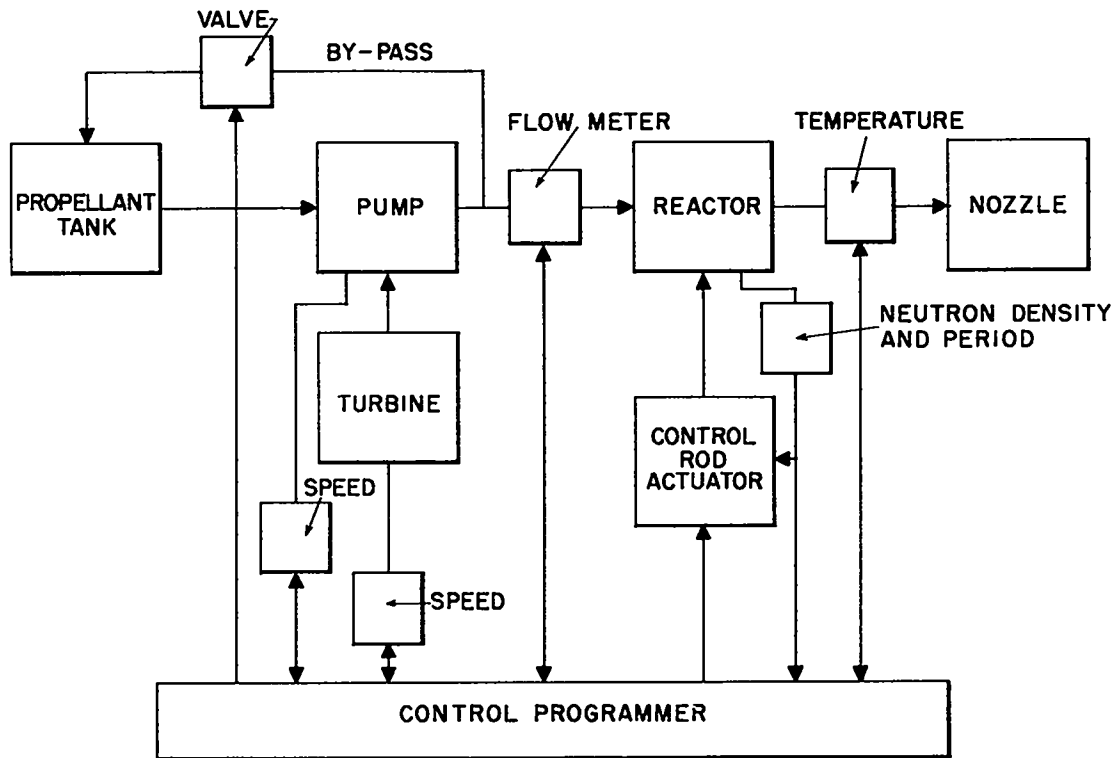 VALVE
BY-PASS
FLOW METER
TEMPERATURE
PROPELLANT
TANK
PUMP
REACTOR
NOZZLE
NEUTRON DENSITY
AND PERIOD
TURBINE
CONTROL
ROD
ACTUATOR
SPEED
SPEED
CONTROL PROGRAMMER